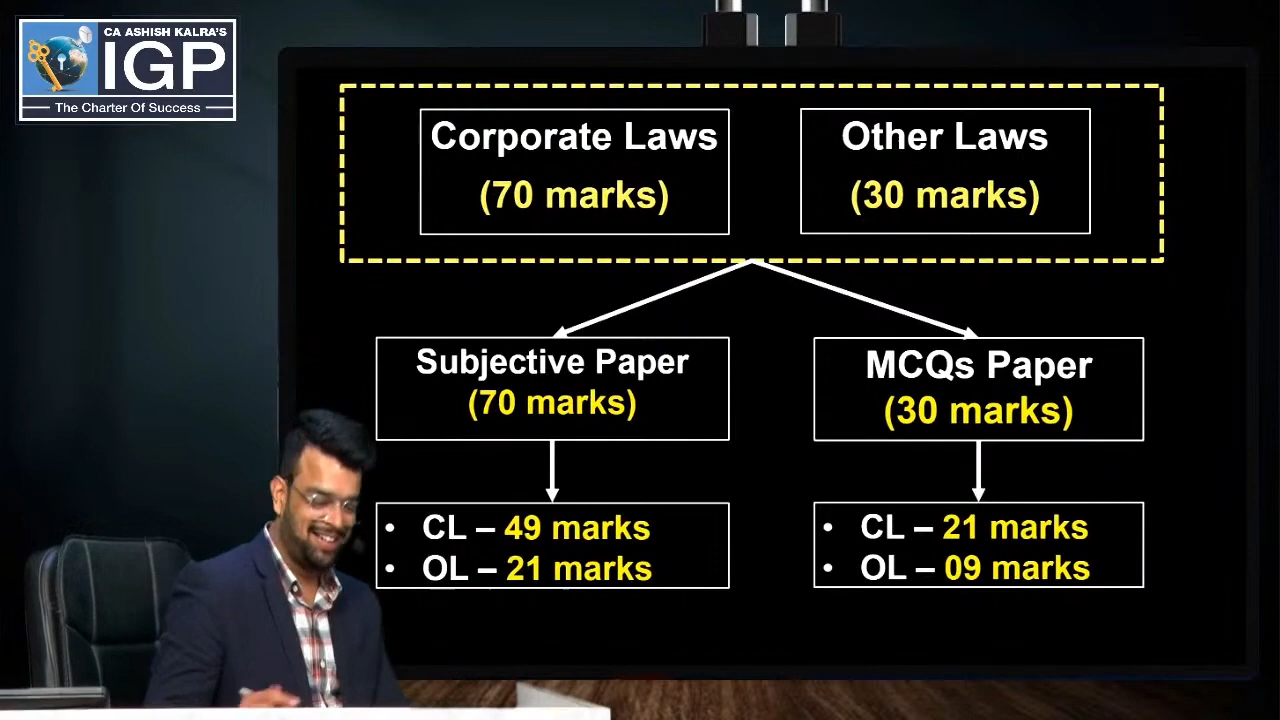 CA ASHISH KALRA'S
IGP
The Charter Of Success
Corporate Laws
(70 marks)
Other Laws
(30 marks)
Subjective Paper
(70 marks)
MCQs Paper
(30 marks)
• CL – 49 marks
• OL – 21 marks
• CL – 21 marks
• OL – 09 marks